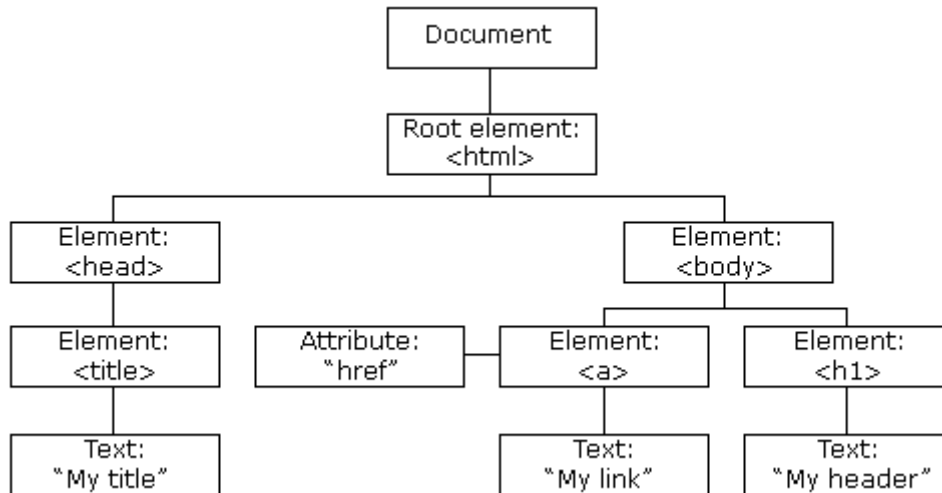 Document
Root element:
<html>
Element:
<head>
Element:
<body>
Element:
<title>
Attribute:
“href”
Element:
<a>
Element:
<h1>
Text:
“My title”
Text:
“My link”
Text:
“My header”